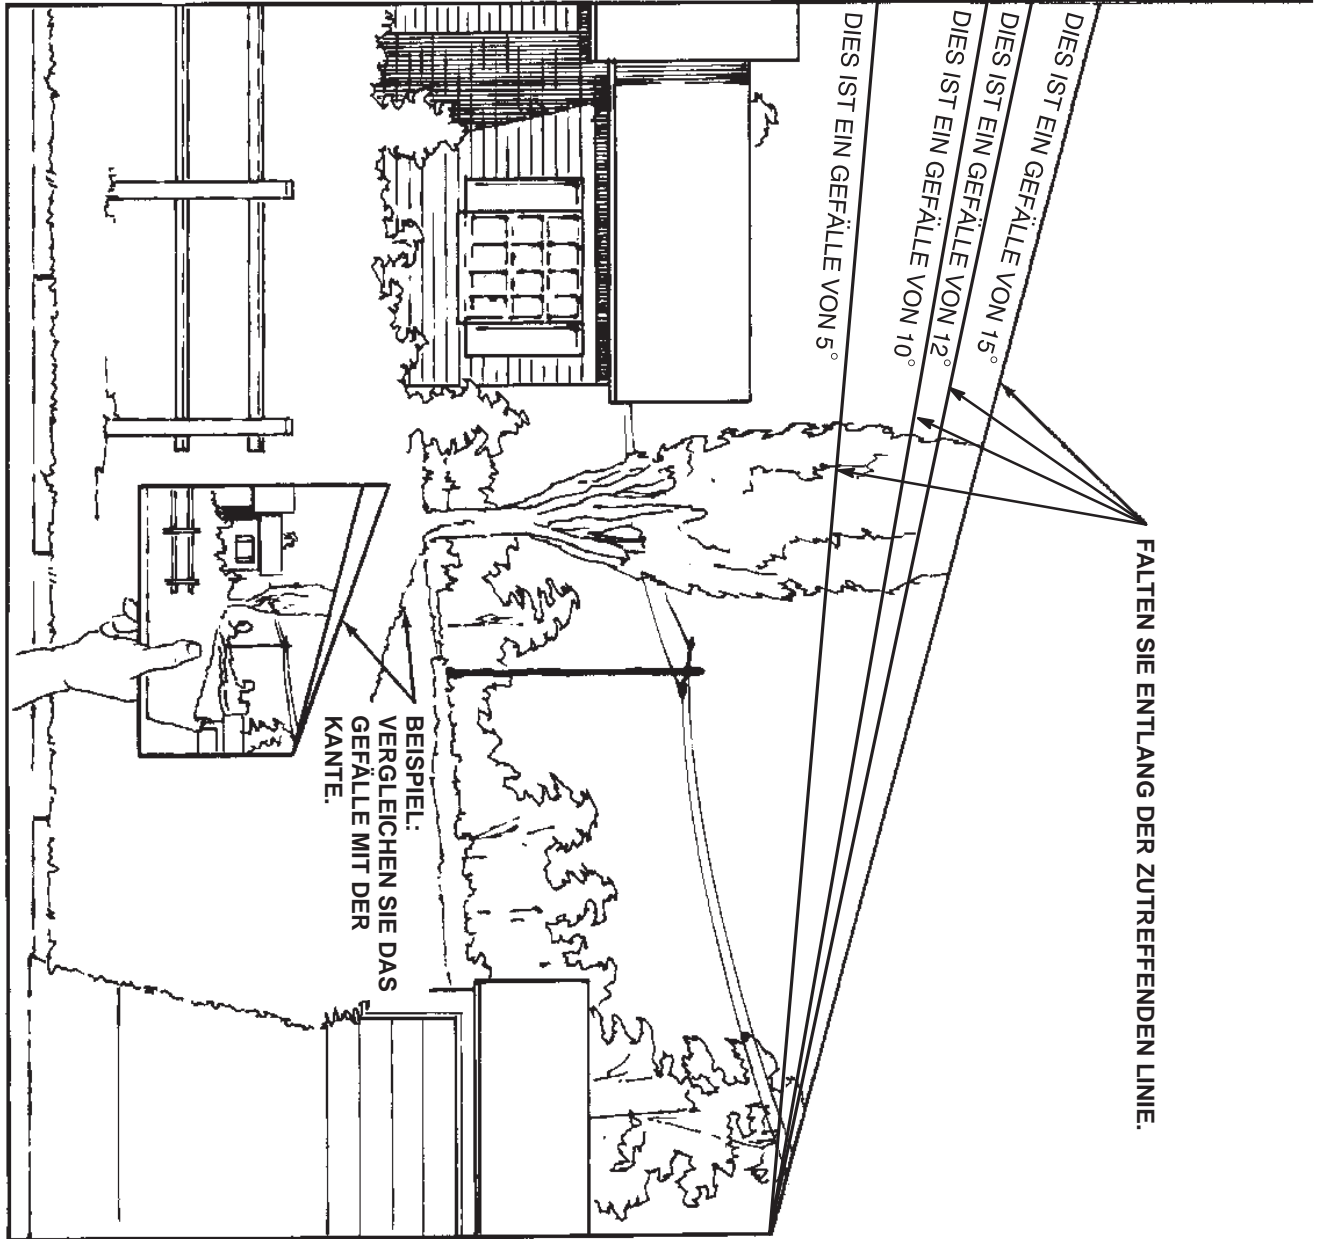 FALTEN SIE ENTLANG DER ZUTREFFENDEN LINIE.
DIES IST EIN GEFÄLLE VON 15°
DIES IST EIN GEFÄLLE VON 12°
DIES IST EIN GEFÄLLE VON 10°
DIES IST EIN GEFÄLLE VON 5°
BEISPIEL:
VERGLEICHEN SIE DAS
GEFÄLLE MIT DER
KANTE.